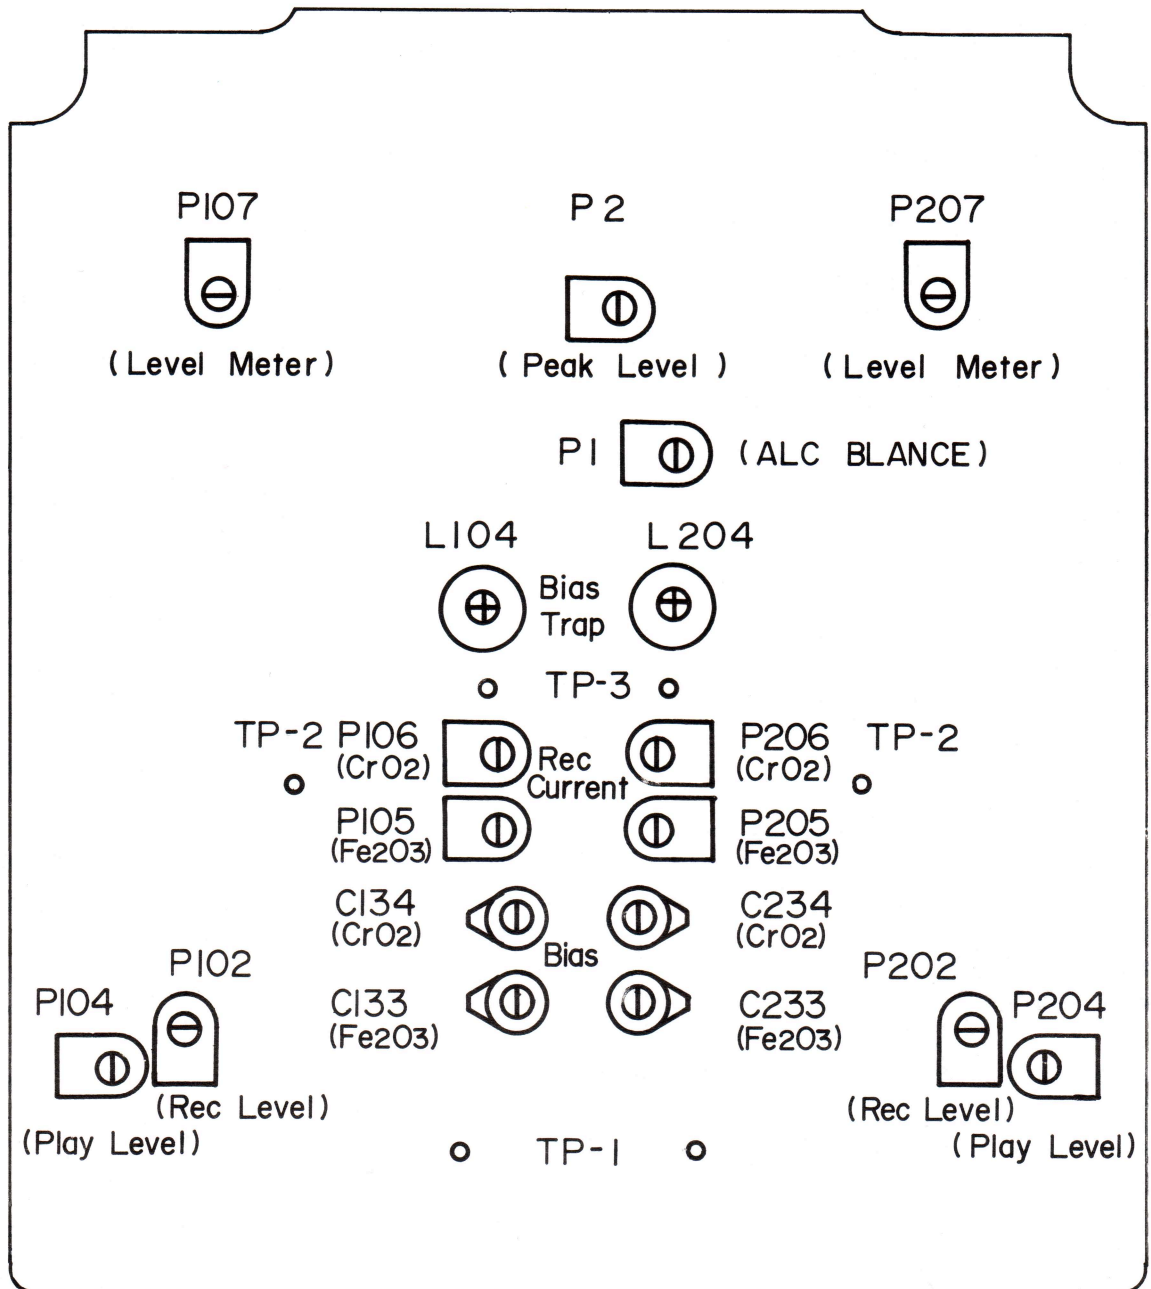 P107
P 2
P207
(Level Meter)
(Peak Level)
(Level Meter)
P1
(ALC BLANCE)
L104
L204
Bias
Trap
TP-3
TP-2
P106
(CrO2)
Rec
Current
P206
(CrO2)
TP-2
P105
(Fe2O3)
P205
(Fe2O3)
C134
(CrO2)
C234
(CrO2)
Bias
C133
(Fe2O3)
C233
(Fe2O3)
P102
P104
(Rec Level)
(Play Level)
P202
P204
(Rec Level)
(Play Level)
TP-1